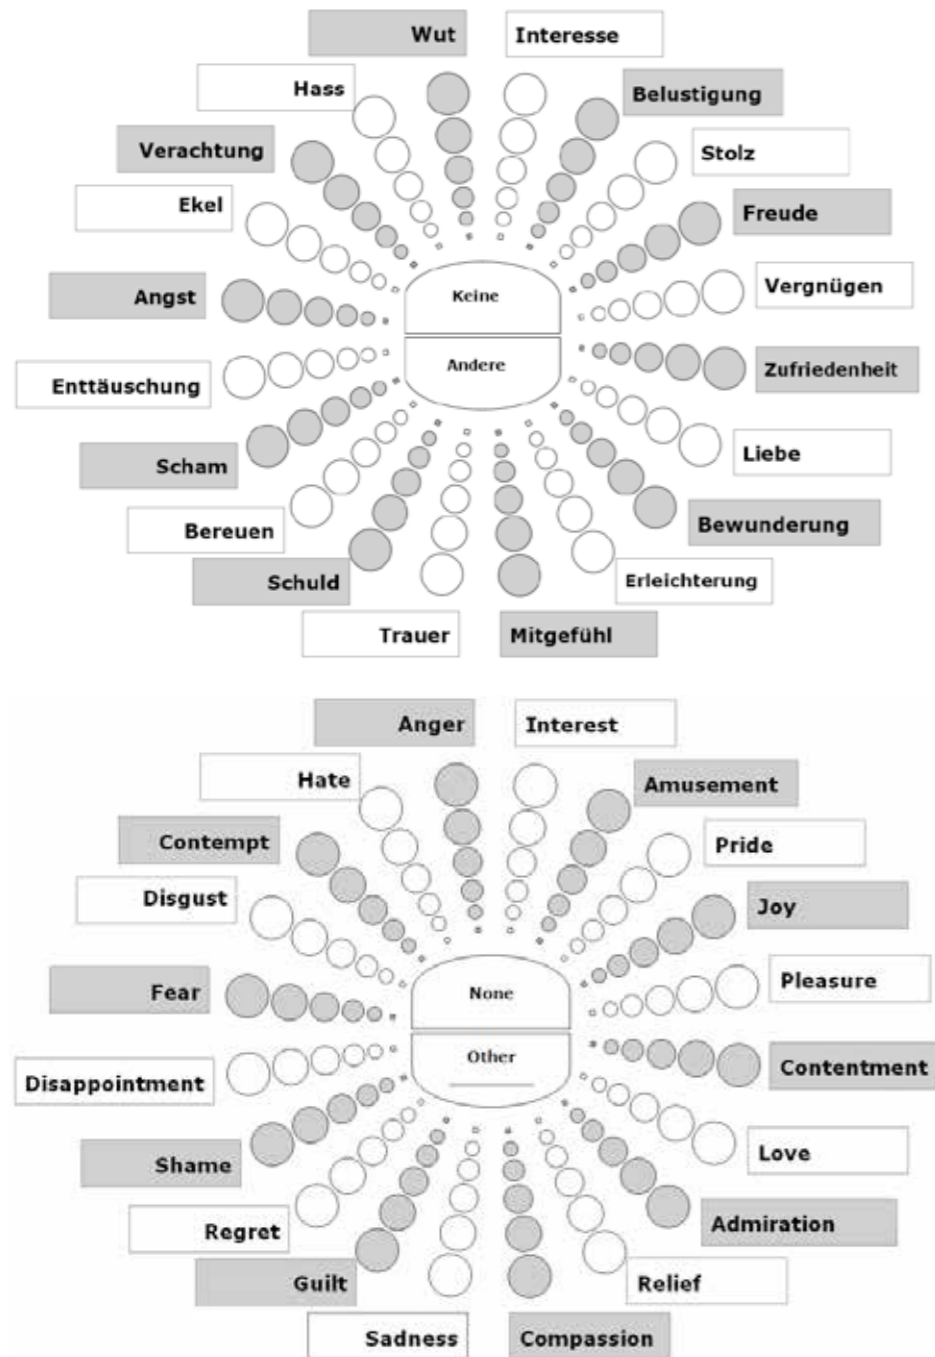 Wut
Interesse
Hass
Belustigung
Verachtung
Stolz
Ekel
Freude
Angst
Vergnügen
Keine
Andere
Enttäuschung
Zufriedenheit
Scham
Liebe
Bereuen
Bewunderung
Schuld
Erleichterung
Trauer
Mitgefühl
Anger
Interest
Hate
Amusement
Contempt
Pride
Disgust
Joy
Fear
Pleasure
None
Other
Disappointment
Contentment
Shame
Love
Regret
Admiration
Guilt
Relief
Sadness
Compassion